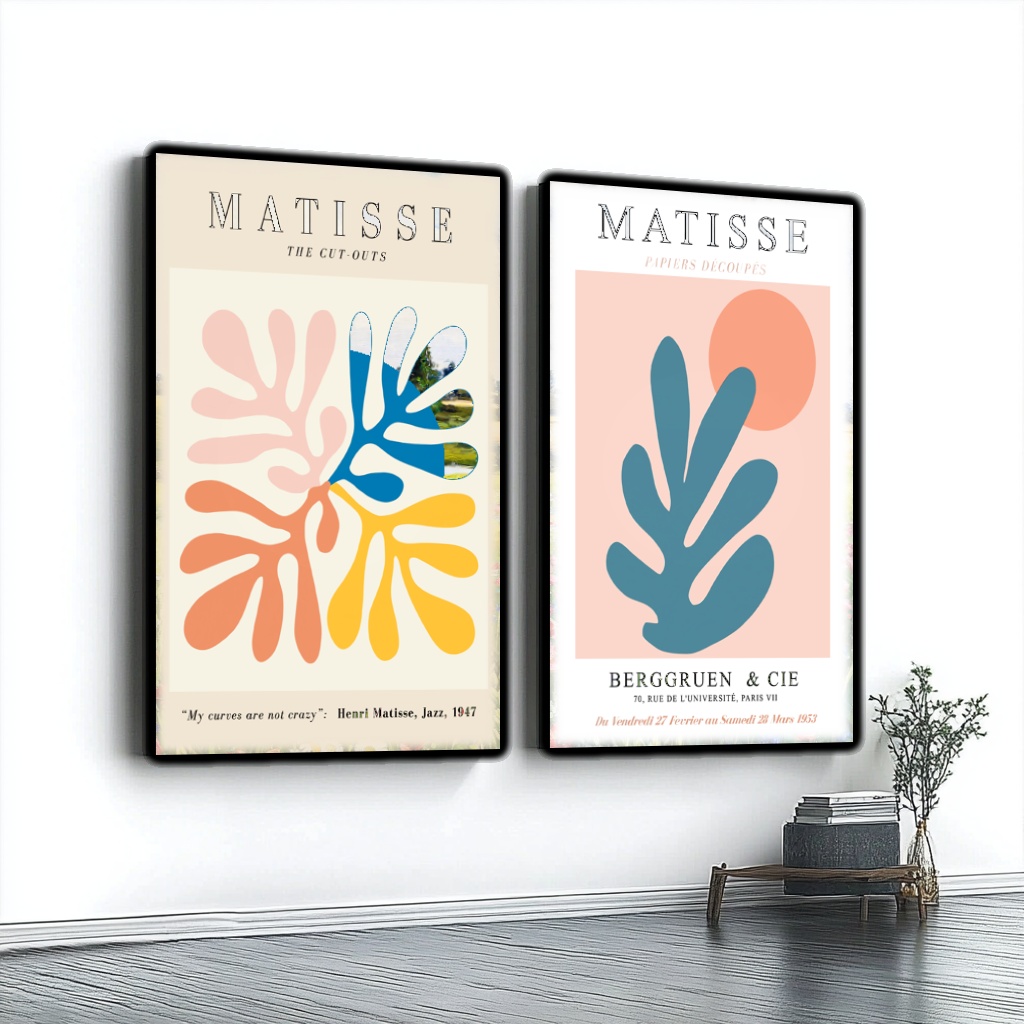 MATISSE
THE CUT-OUTS
"My curves are not crazy": Henri Matisse, Jazz, 1947
MATISSE
PAPIERS DÉCOUPÉS
BERGGRUEN & CIE
70, RUE DE L'UNIVERSITÉ, PARIS VII
Du Vendredi 27 Fevrier au Samedi 28 Mars 1953